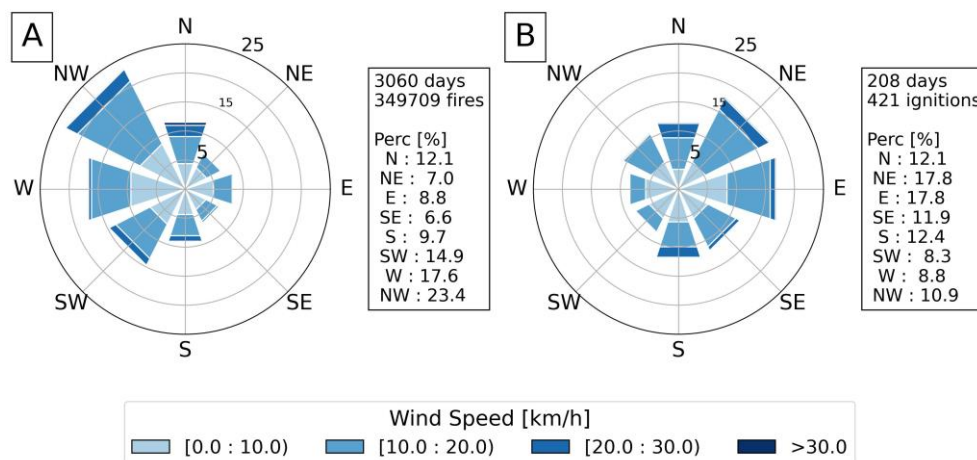 A
N
NE
E
SE
S
SW
W
NW
5
15
25
3060 days
349709 fires
Perc [%]
N : 12.1
NE : 7.0
E : 8.8
SE : 6.6
S : 9.7
SW : 14.9
W : 17.6
NW : 23.4
B
N
NE
E
SE
S
SW
W
NW
5
15
25
208 days
421 ignitions
Perc [%]
N : 12.1
NE : 17.8
E : 17.8
SE : 11.9
S : 12.4
SW : 8.3
W : 8.8
NW : 10.9
Wind Speed [km/h]
[0.0 : 10.0)
[10.0 : 20.0)
[20.0 : 30.0)
>30.0